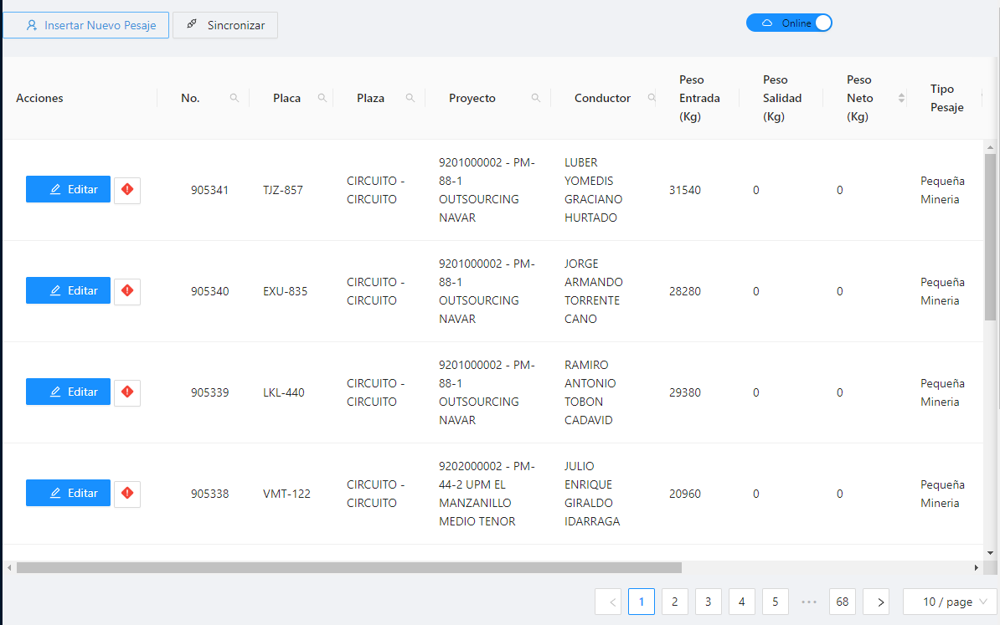 Insertar Nuevo Pesaje
Sincronizar
Online
Acciones
No.
Placa
Plaza
Proyecto
Conductor
Peso
Entrada
(Kg)
Peso
Salidad
(Kg)
Peso
Neto
(Kg)
Tipo
Pesaje
Editar
905341
TJZ-857
CIRCUITO -
CIRCUITO
9201000002 - PM-
88-1
OUTSOURCING
NAVAR
LUBER
YOMEDIS
GRACIANO
HURTADO
31540
0
0
Pequeña
Mineria
Editar
905340
EXU-835
CIRCUITO -
CIRCUITO
9201000002 - PM-
88-1
OUTSOURCING
NAVAR
JORGE
ARMANDO
TORRENTE
CANO
28280
0
0
Pequeña
Mineria
Editar
905339
LKL-440
CIRCUITO -
CIRCUITO
9201000002 - PM-
88-1
OUTSOURCING
NAVAR
RAMIRO
ANTONIO
TOBON
CADAVID
29380
0
0
Pequeña
Mineria
Editar
905338
VMT-122
CIRCUITO -
CIRCUITO
9202000002 - PM-
44-2 UPM EL
MANZANILLO
MEDIO TENOR
JULIO
ENRIQUE
GIRALDO
IDARRAGA
20960
0
0
Pequeña
Mineria
< 1 2 3 4 5 ••• 68 > 10 / page